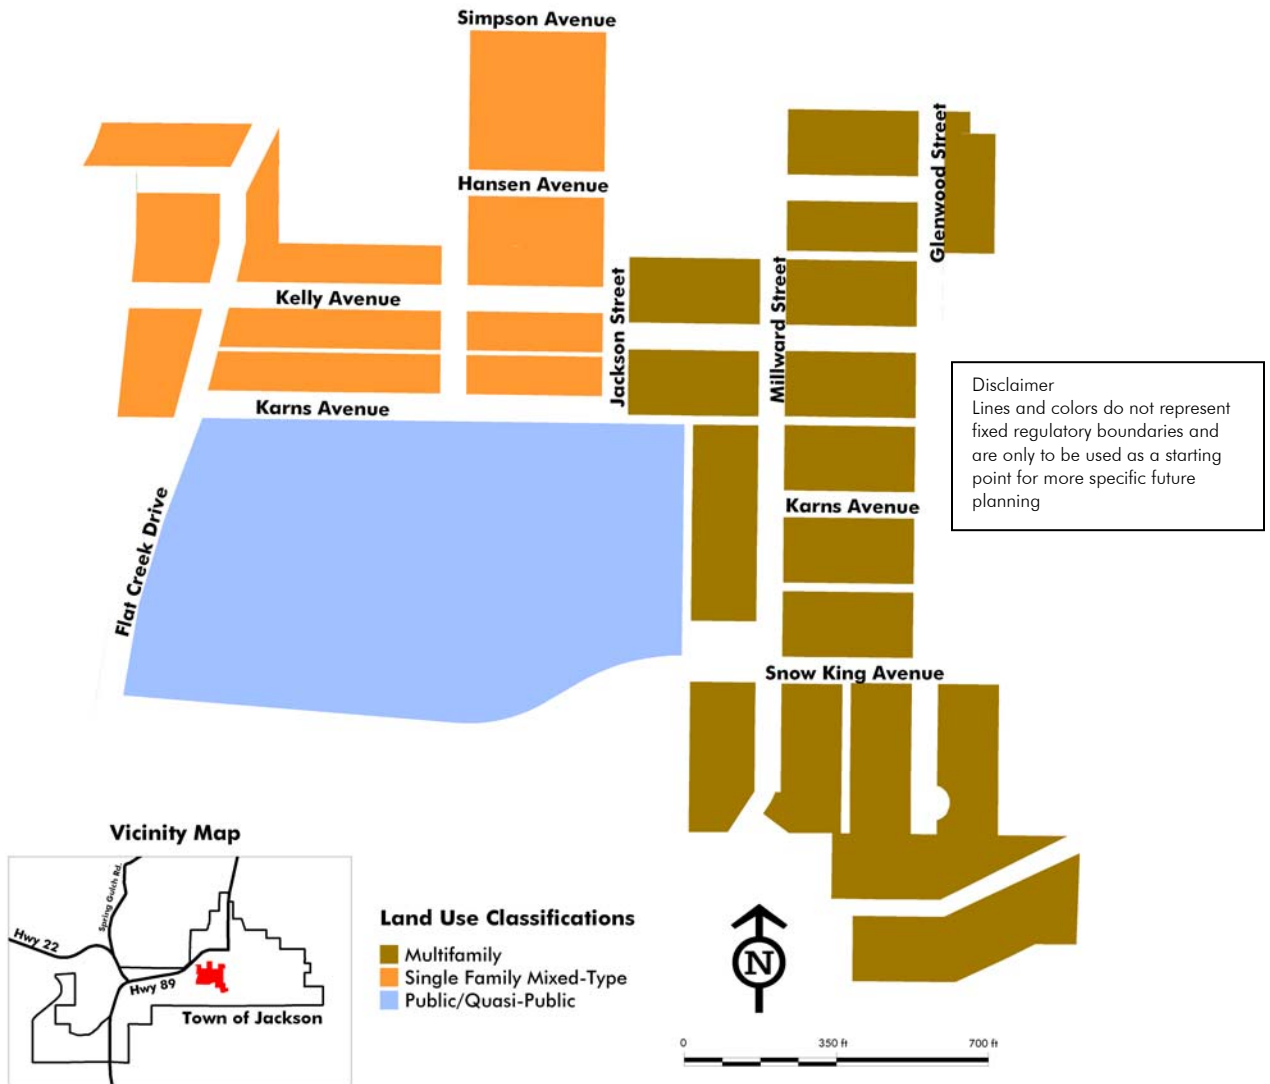 Simpson Avenue
Hansen Avenue
Glenwood Street
Kelly Avenue
Jackson Street
Millward Street
Karns Avenue
Disclaimer
Lines and colors do not represent
fixed regulatory boundaries and
are only to be used as a starting
point for more specific future
planning
Karns Avenue
Flat Creek Drive
Snow King Avenue
Vicinity Map
Spring Gulch Rd.
Hwy 22
Hwy 89
Town of Jackson
Land Use Classifications
Multifamily
Single Family Mixed-Type
Public/Quasi-Public
N
0 350 ft 700 ft